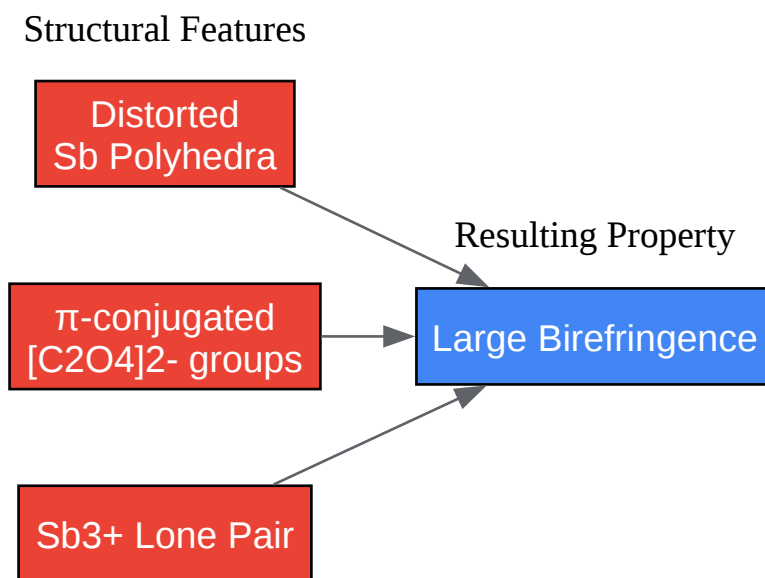 Structural Features
Distorted
Sb Polyhedra
Resulting Property
π-conjugated
[C2O4]2- groups
Large Birefringence
Sb3+ Lone Pair